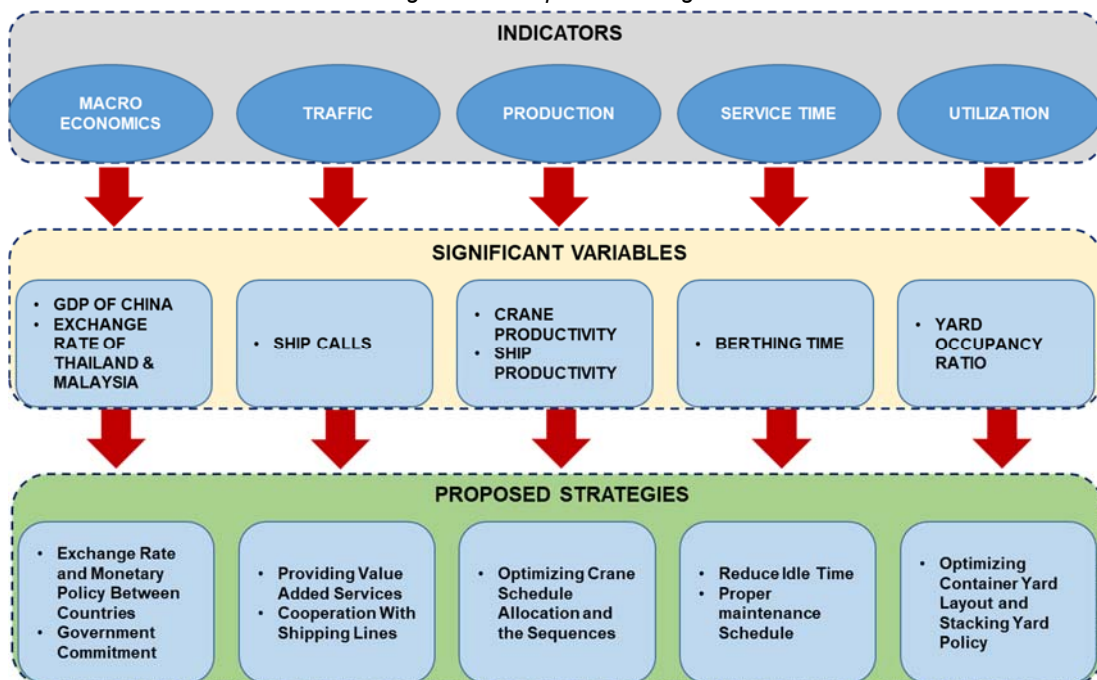 INDICATORS
MACRO
ECONOMICS
TRAFFIC
PRODUCTION
SERVICE TIME
UTILIZATION
SIGNIFICANT VARIABLES
• GDP OF CHINA
• EXCHANGE
RATE OF
THAILAND &
MALAYSIA
• SHIP CALLS
• CRANE
PRODUCTIVITY
• SHIP
PRODUCTIVITY
• BERTHING TIME
• YARD
OCCUPANCY
RATIO
PROPOSED STRATEGIES
• Exchange Rate
and Monetary
Policy Between
Countries
• Government
Commitment
• Providing Value
Added Services
• Cooperation With
Shipping Lines
• Optimizing Crane
Schedule
Allocation and
the Sequences
• Reduce Idle Time
• Proper
maintenance
Schedule
• Optimizing
Container Yard
Layout and
Stacking Yard
Policy